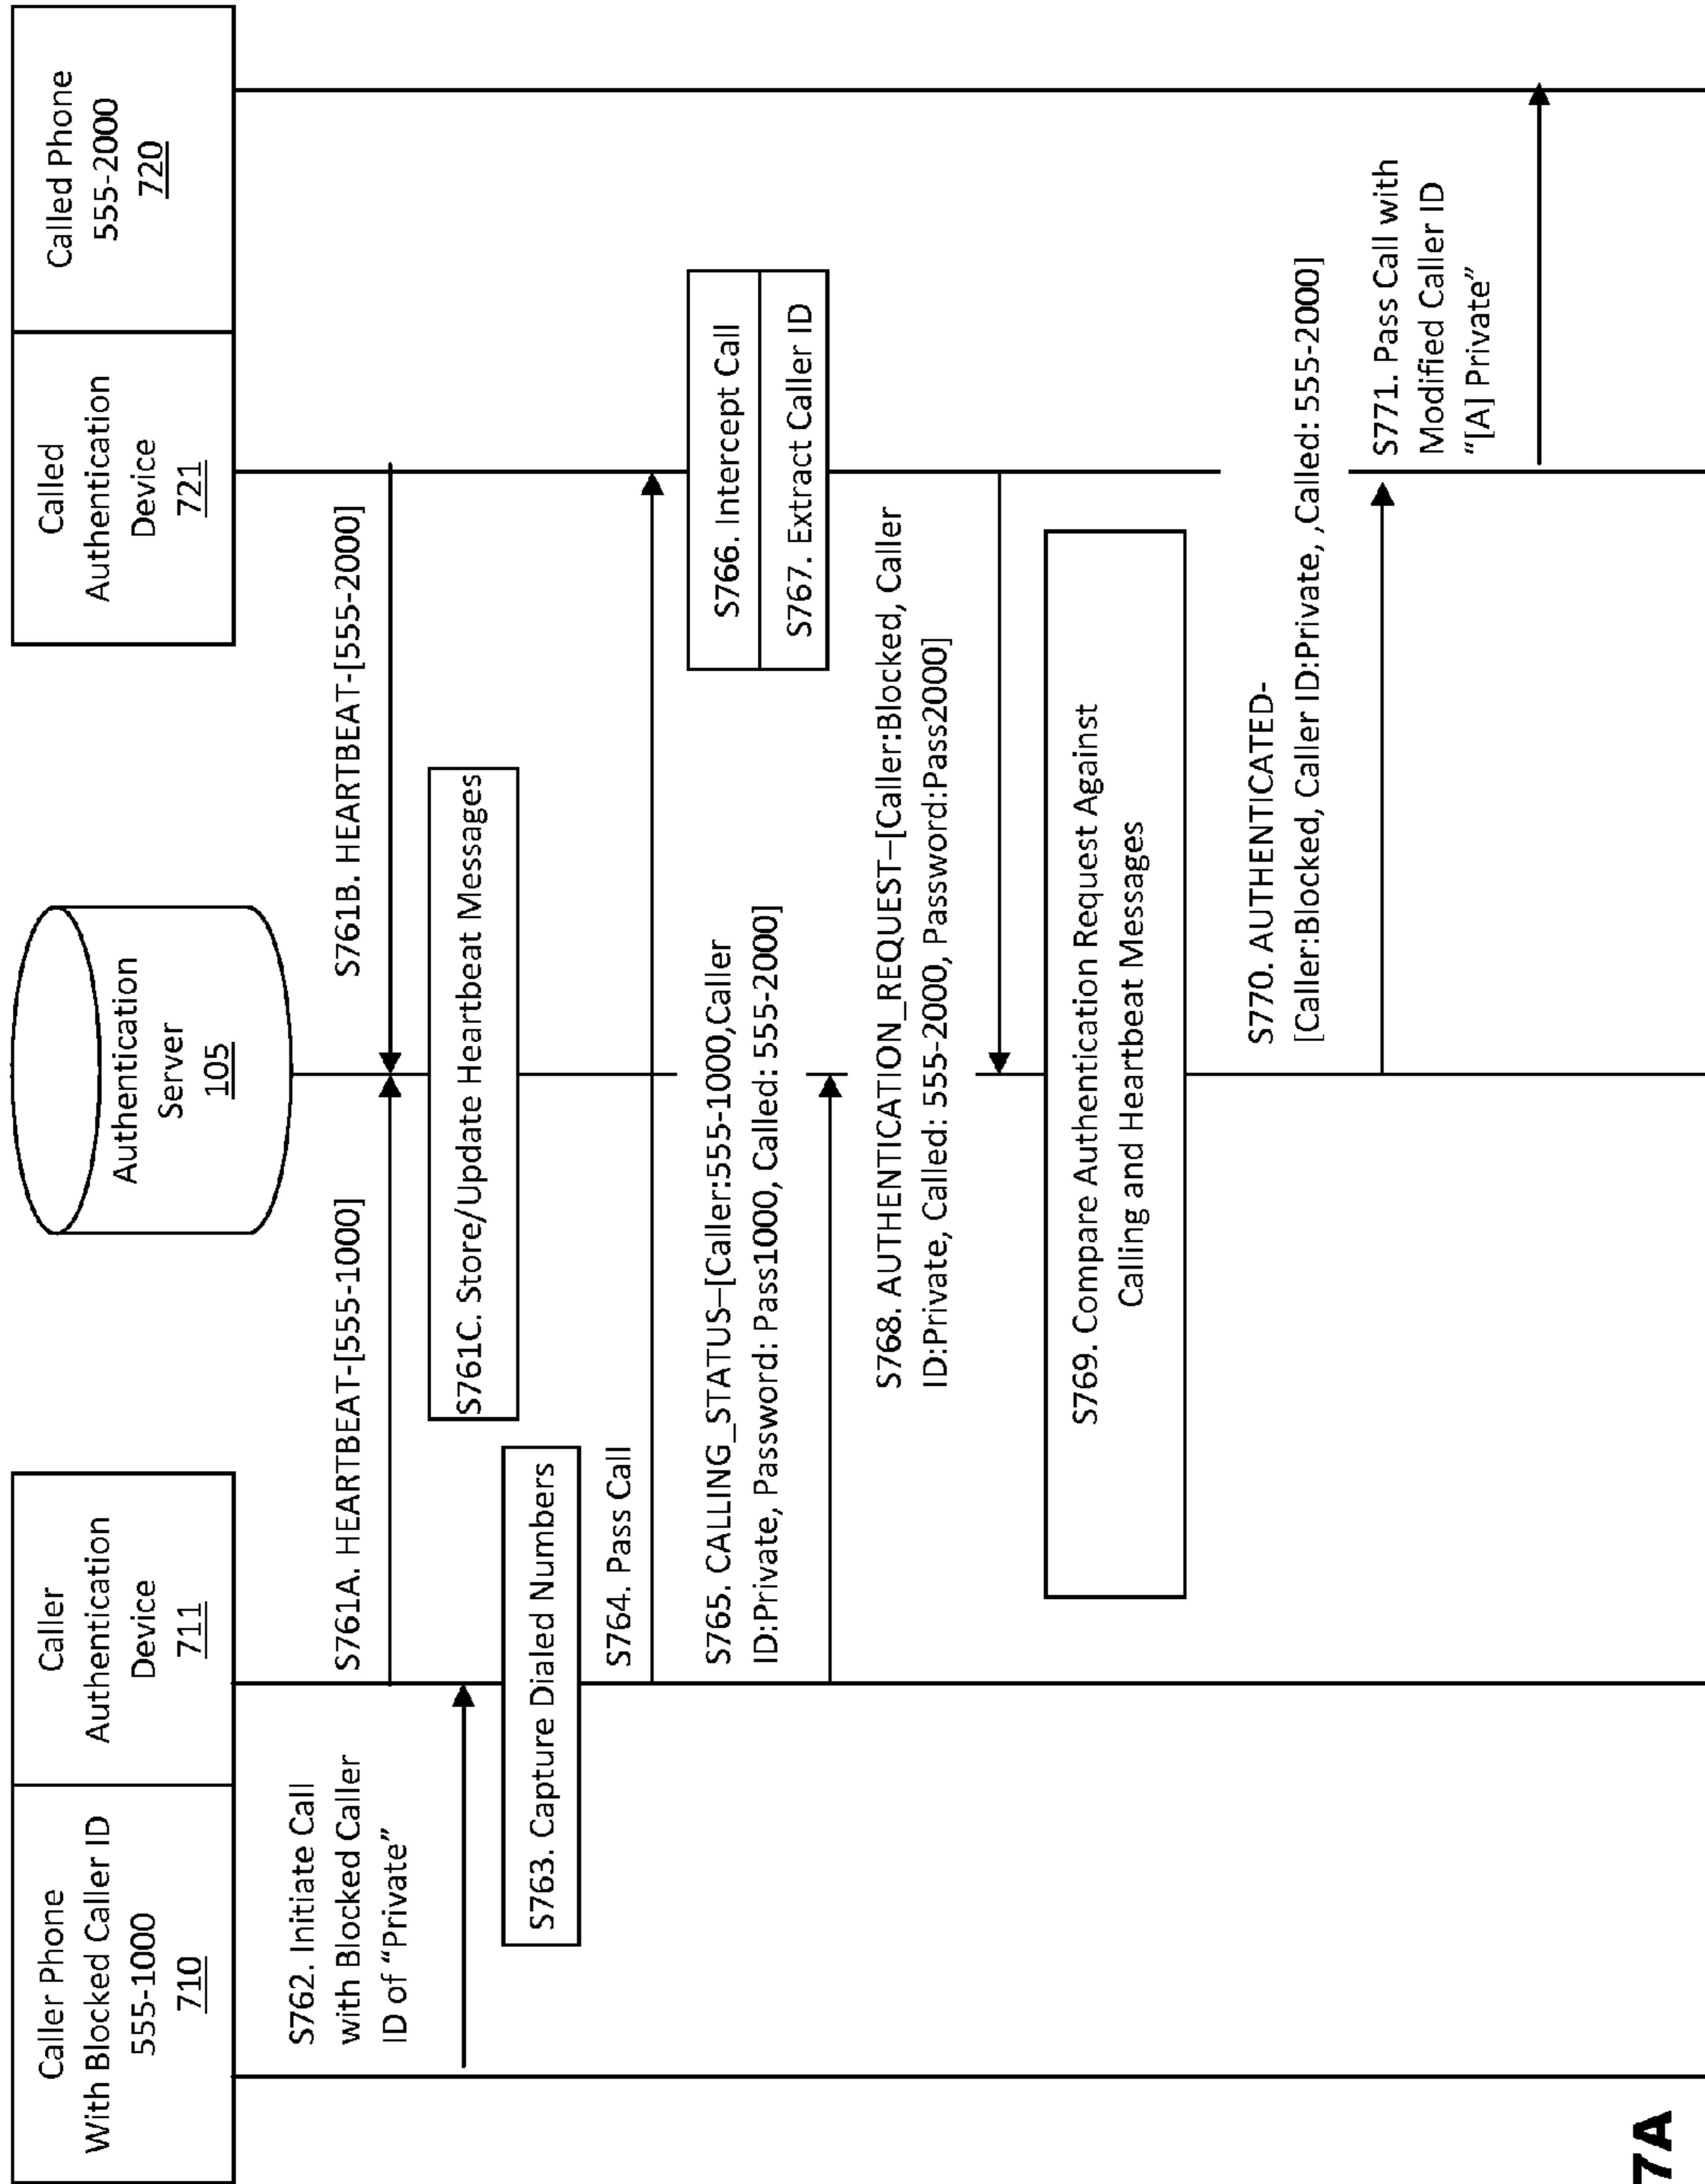 Caller Phone
With Blocked Caller ID
555-1000
710
Caller
Authentication
Device
711
Authentication
Server
105
Called
Authentication
Device
721
Called Phone
555-2000
720
S761A. HEARTBEAT-[555-1000]
S761B. HEARTBEAT-[555-2000]
S761C. Store/Update Heartbeat Messages
S762. Initiate Call
with Blocked Caller
ID of “Private”
S763. Capture Dialed Numbers
S764. Pass Call
S765. CALLING_STATUS–[Caller:555-1000,Caller
ID:Private, Password: Pass1000, Called: 555-2000]
S766. Intercept Call
S767. Extract Caller ID
S768. AUTHENTICATION_REQUEST–[Caller:Blocked, Caller
ID:Private, Called: 555-2000, Password:Pass2000]
S769. Compare Authentication Request Against
Calling and Heartbeat Messages
S770. AUTHENTICATED-
[Caller:Blocked, Caller ID:Private, ,Called: 555-2000]
S771. Pass Call with
Modified Caller ID
“[A] Private”
7A